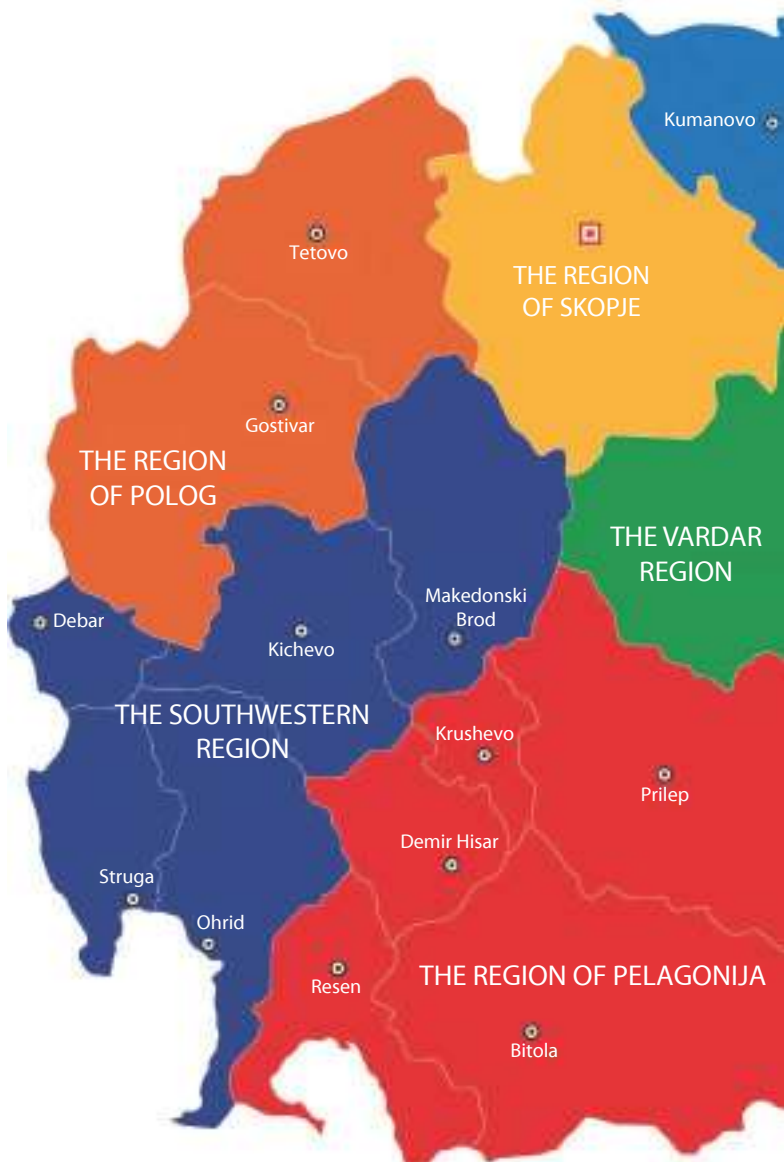 Kumanovo
Tetovo
THE REGION
OF SKOPJE
Gostivar
THE REGION
OF POLOG
THE VARDAR
REGION
Makedonski
Brod
Debar
Kichevo
THE SOUTHWESTERN
REGION
Krushevo
Prilep
Demir Hisar
Struga
Ohrid
Resen
THE REGION OF PELAGONIJA
Bitola